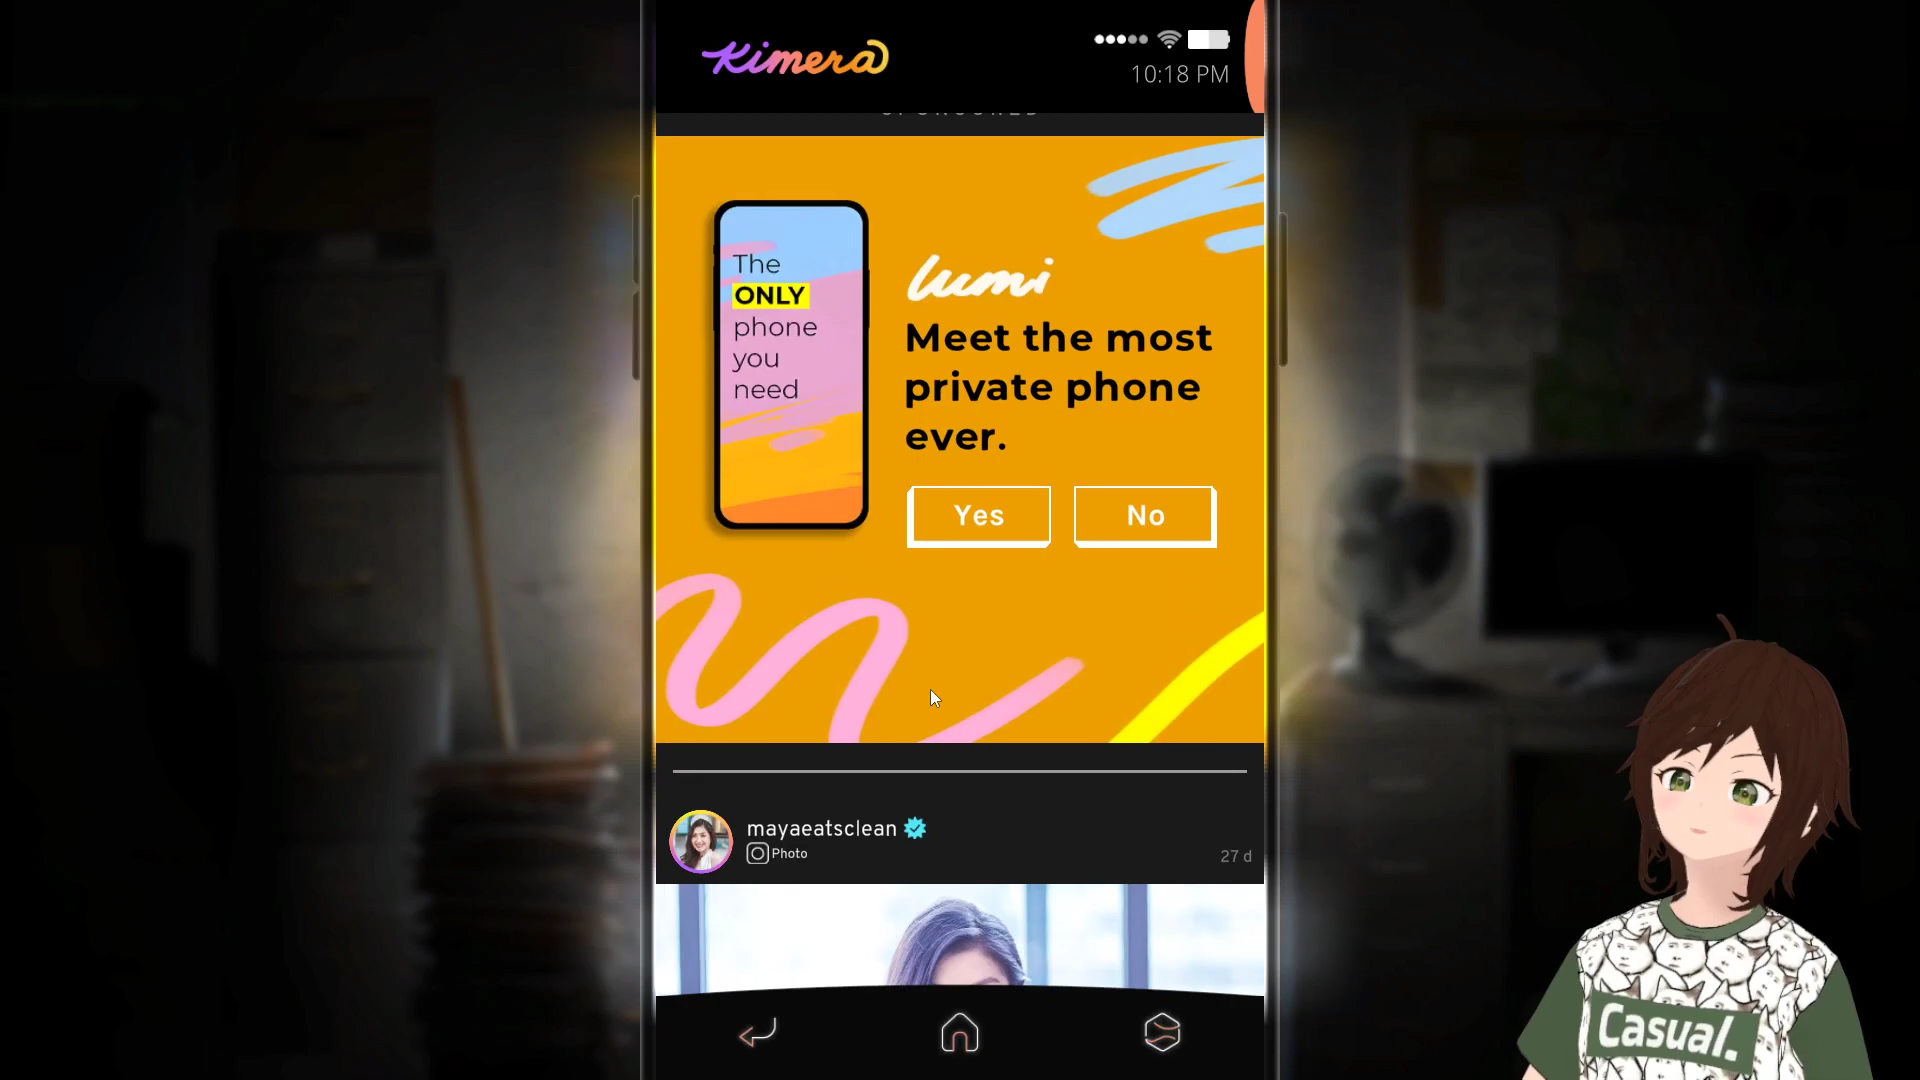 Kimera
10:18 PM
SPONSORED
The
ONLY
phone
you
need
lumi
Meet the most
private phone
ever.
Yes
No
mayaeatsclean
Photo
27 d
Casual.